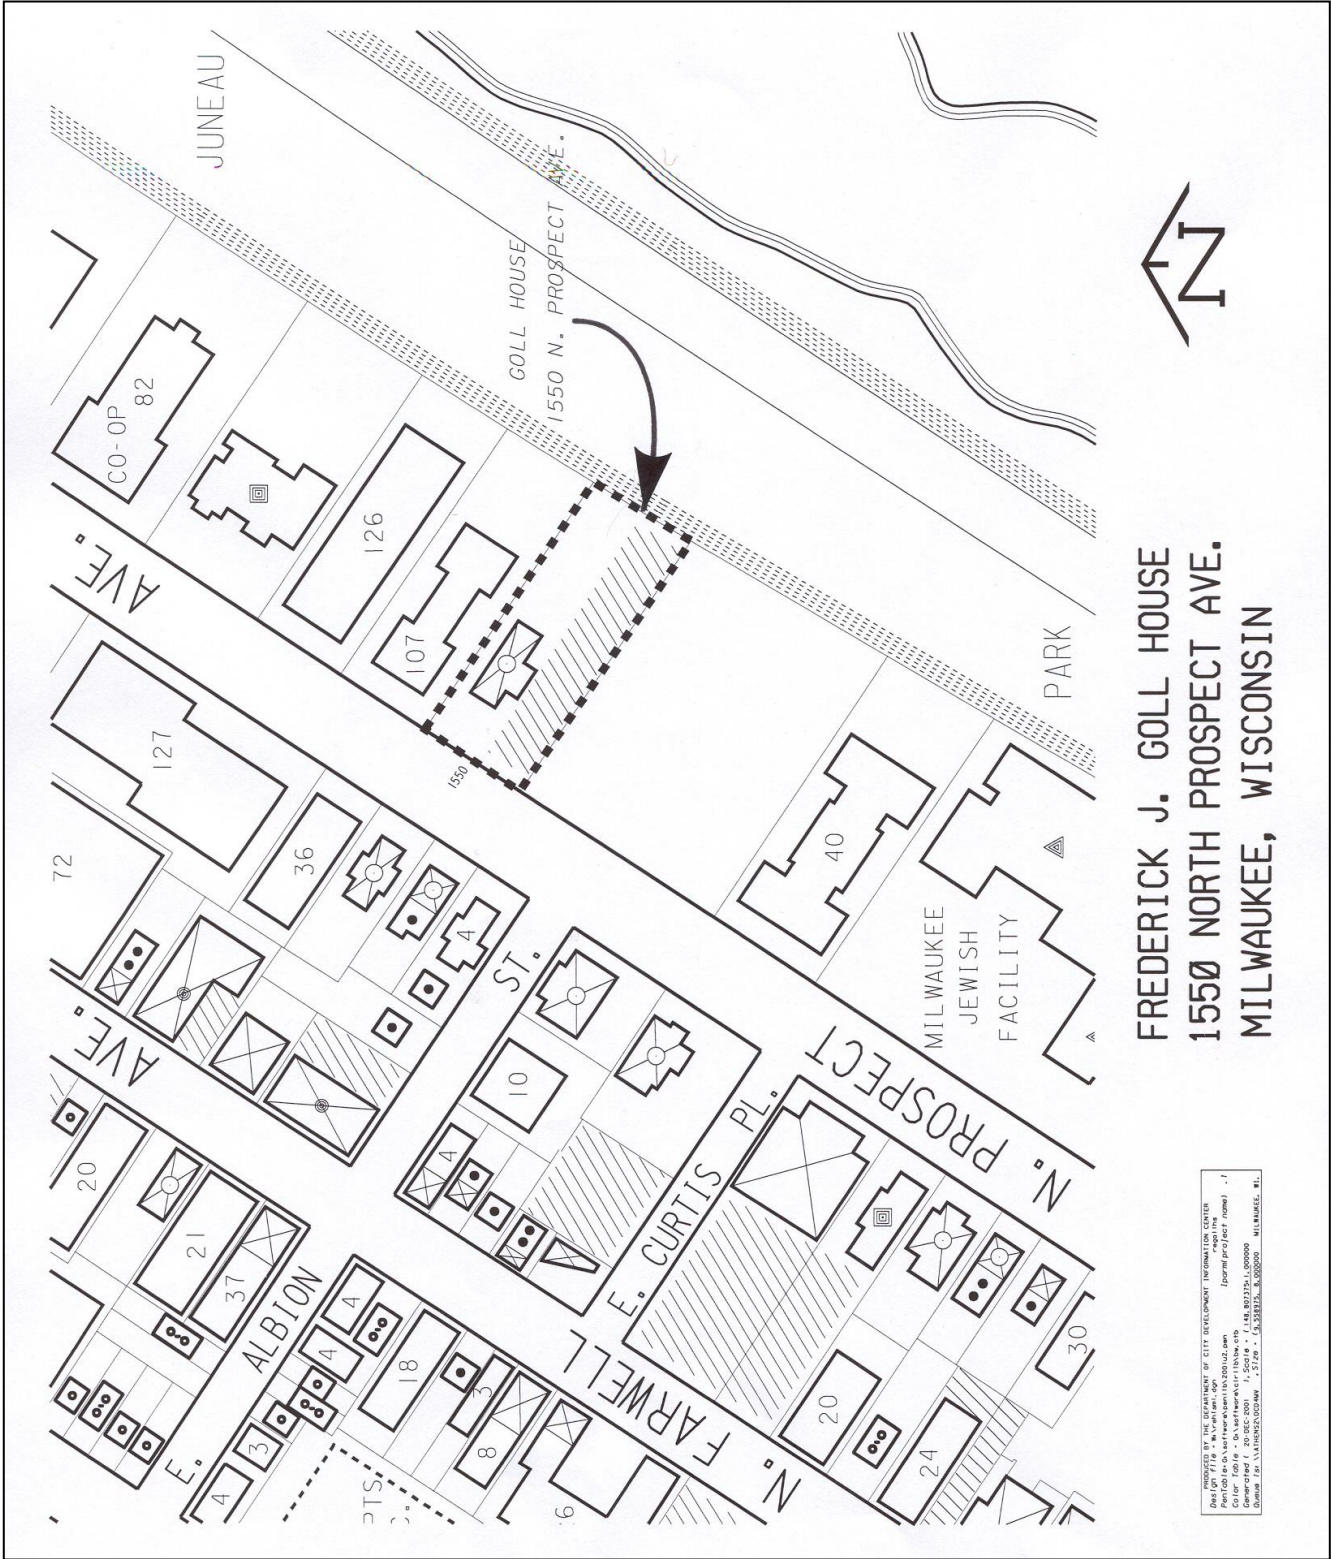 JUNEAU
GOLL HOUSE
1550 N. PROSPECT AVE.
CO-OP
82
126
107
1550
AVE.
127
72
36
4
ST.
40
PARK
MILWAUKEE
JEWISH
FACILITY
N. PROSPECT
AVE.
10
4
E. CURTIS PL.
20
21
37
E. ALBION
4
4
18
3
8
3
4
N. FARWELL
20
24
30
FREDERICK J. GOLL HOUSE
1550 NORTH PROSPECT AVE.
MILWAUKEE, WISCONSIN
N
PRODUCED BY THE DEPARTMENT OF CITY DEVELOPMENT INFORMATION CENTER